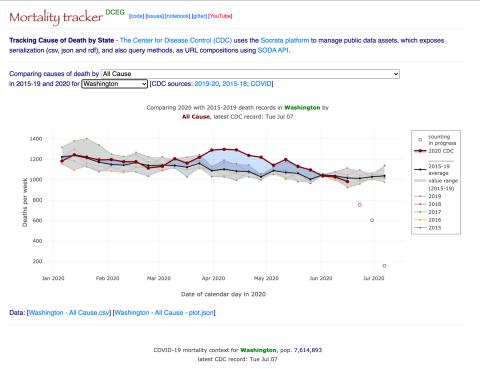 Mortality tracker DCEG [code] [issues] [notebook] [gitter] [YouTube]
Tracking Cause of Death by State - The Center for Disease Control (CDC) uses the Socrata platform to manage public data assets, which exposes
serialization (csv, json and rdf), and also query methods, as URL compositions using SODA API.
Comparing causes of death by All Cause
in 2015-19 and 2020 for Washington [CDC sources: 2019-20, 2015-18; COVID]
Comparing 2020 with 2015-2019 death records in Washington by
All Cause, latest CDC record: Tue Jul 07
counting
in progress
2020 CDC
2015-19
average
value range
(2015-19)
2019
2018
2017
2016
2015
Deaths per week
1400
1200
1000
800
600
400
200
Jan 2020 Feb 2020 Mar 2020 Apr 2020 May 2020 Jun 2020 Jul 2020
Date of calendar day in 2020
Data: [Washington - All Cause.csv] [Washington - All Cause - plot.json]
COVID-19 mortality context for Washington, pop. 7,614,893
latest CDC record: Tue Jul 07